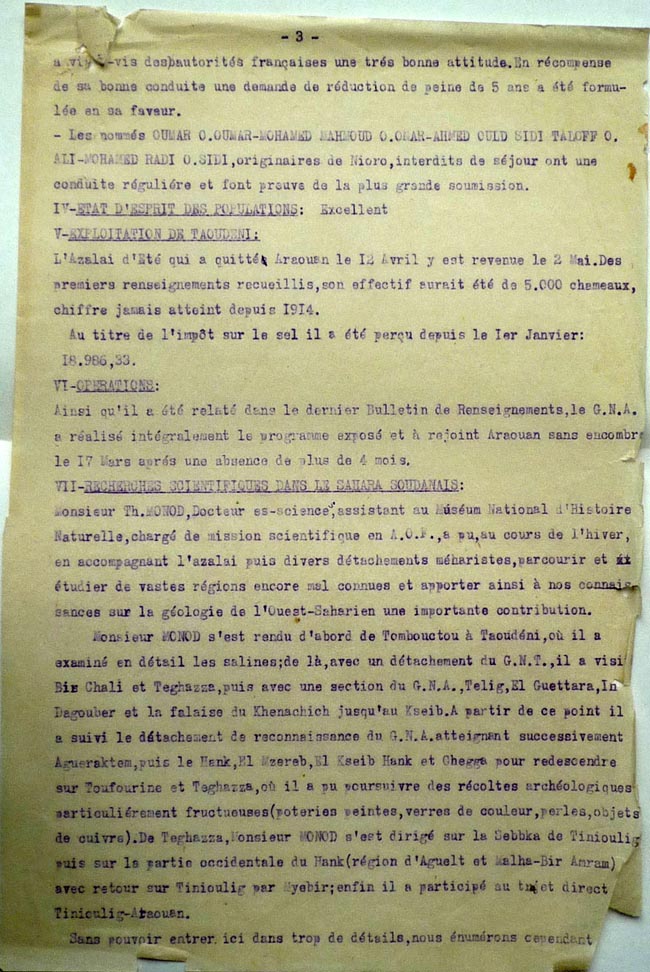 - 3 -
a vis à-vis des autorités françaises une trés bonne attitude.En récompense
de sa bonne conduite une demande de réduction de peine de 5 ans a été formu-
lée en sa faveur.
- Les nommés OUMAR O.OUMAR-MOHAMED MAHMOUD O.OMAR-AHMED OULD SIDI TALOFF O.
ALI-MOHAMED RADI O.SIDI,originaires de Nioro,interdits de séjour ont une
conduite réguliére et font preuve de la plus grande soumission.
IV-ETAT D'ESPRIT DES POPULATIONS: Excellent
V-EXPLOITATION DE TAOUDENI:
L'Azalai d'Eté qui a quitté Araouan le I2 Avril y est revenue le 2 Mai.Des
premiers renseignements recueillis,son effectif aurait été de 5.000 chameaux,
chiffre jamais atteint depuis I9I4.
Au titre de l'impôt sur le sel il a été perçu depuis le Ier Janvier:
I8.986,33.
VI-OPERATIONS:
Ainsi qu'il a été relaté dans le dernier Bulletin de Renseignements,le G.N.A.
a réalisé intégralement le programme exposé et à rejoint Araouan sans encombr
le I7 Mars aprés une absence de plus de 4 mois.
VII-RECHERCHES SCIENTIFIQUES DANS LE SAHARA SOUDANAIS:
Monsieur Th.MONOD,Docteur es-science,assistant au Muséum National d'Histoire
Naturelle,chargé de mission scientifique en A.O.F.,a pu,au cours de l'hiver,
en accompagnant l'azalai puis divers détachements méharistes,parcourir et
étudier de vastes régions encore mal connues et apporter ainsi à nos connais
sances sur la géologie de l'Ouest-Saharien une importante contribution.
Monsieur MONOD s'est rendu d'abord de Tombouctou à Taoudéni,où il a
examiné en détail les salines;de là,avec un détachement du G.N.T.,il a visi
Bir Chali et Teghazza,puis avec une section du G.N.A.,Telig,El Guettara,In
Dagouber et la falaise du Khenachich jusqu'au Kseib.A partir de ce point il
a suivi le détachement de reconnaissance du G.N.A.atteignant successivement
Agueraktem,puis le Hank,El Mzereb,El Kseib Hank et Chegga pour redescendre
sur Toufourine et Teghazza,où il a pu poursuivre des récoltes archéologiques
particuliérement fructueuses(poteries peintes,verres de couleur,perles,objets
de cuivre).De Teghazza,Monsieur MONOD s'est dirigé sur la Sebbka de Tinioulig
puis sur la partie occidentale du Hank(région d'Aguelt et Malha-Bir Amram)
avec retour sur Tinioulig par Myebir;enfin il a participé au trajet direct
Tinioulig-Araouan.
Sans pouvoir entrer ici dans trop de détails,nous énumérons cependant